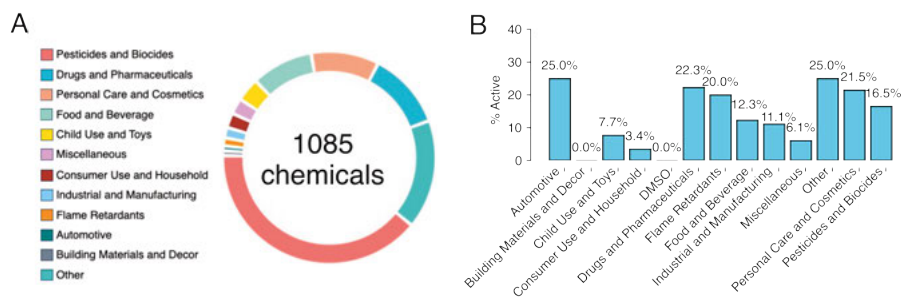 A
Pesticides and Biocides
Drugs and Pharmaceuticals
Personal Care and Cosmetics
Food and Beverage
Child Use and Toys
Miscellaneous
Consumer Use and Household
Industrial and Manufacturing
Flame Retardants
Automotive
Building Materials and Decor
Other
1085
chemicals
B
% Active
40
30
20
10
0
25.0%
0.0%
7.7%
3.4%
0.0%
22.3%
20.0%
12.3%
11.1%
6.1%
25.0%
21.5%
16.5%
Automotive
Building Materials and Decor
Child Use and Toys
Consumer Use and Household
DMSO
Drugs and Pharmaceuticals
Flame Retardants
Food and Beverage
Industrial and Manufacturing
Miscellaneous
Other
Personal Care and Cosmetics
Pesticides and Biocides